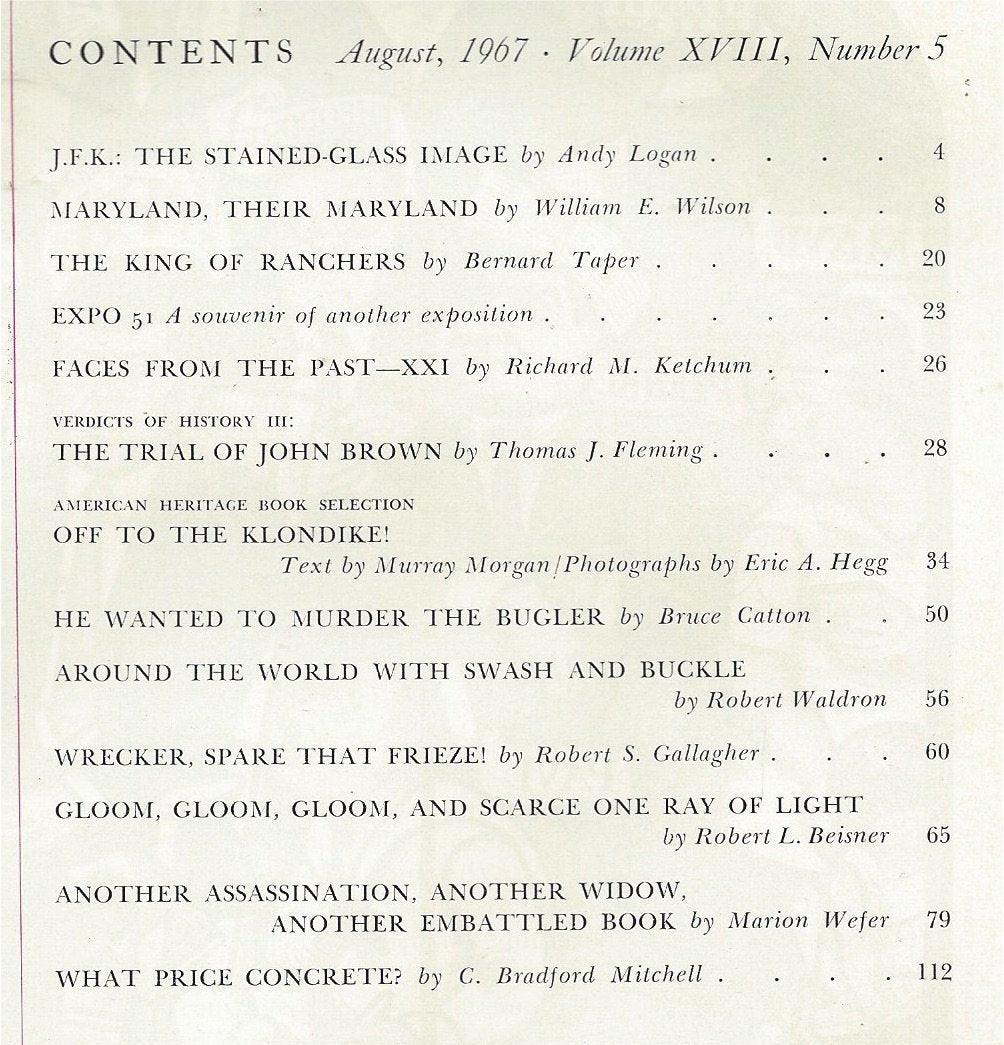 CONTENTS August, 1967 · Volume XVIII, Number 5
J.F.K.: THE STAINED-GLASS IMAGE by Andy Logan . . . . 4
MARYLAND, THEIR MARYLAND by William E. Wilson . . . 8
THE KING OF RANCHERS by Bernard Taper . . . . . 20
EXPO 51 A souvenir of another exposition . . . . . . . 23
FACES FROM THE PAST—XXI by Richard M. Ketchum . . . 26
VERDICTS OF HISTORY III:
THE TRIAL OF JOHN BROWN by Thomas J. Fleming . . . . 28
AMERICAN HERITAGE BOOK SELECTION
OFF TO THE KLONDIKE!
Text by Murray Morgan/Photographs by Eric A. Hegg 34
HE WANTED TO MURDER THE BUGLER by Bruce Catton . . 50
AROUND THE WORLD WITH SWASH AND BUCKLE
by Robert Waldron 56
WRECKER, SPARE THAT FRIEZE! by Robert S. Gallagher . . . 60
GLOOM, GLOOM, GLOOM, AND SCARCE ONE RAY OF LIGHT
by Robert L. Beisner 65
ANOTHER ASSASSINATION, ANOTHER WIDOW,
ANOTHER EMBATTLED BOOK by Marion Wefer 79
WHAT PRICE CONCRETE? by C. Bradford Mitchell . . . . 112